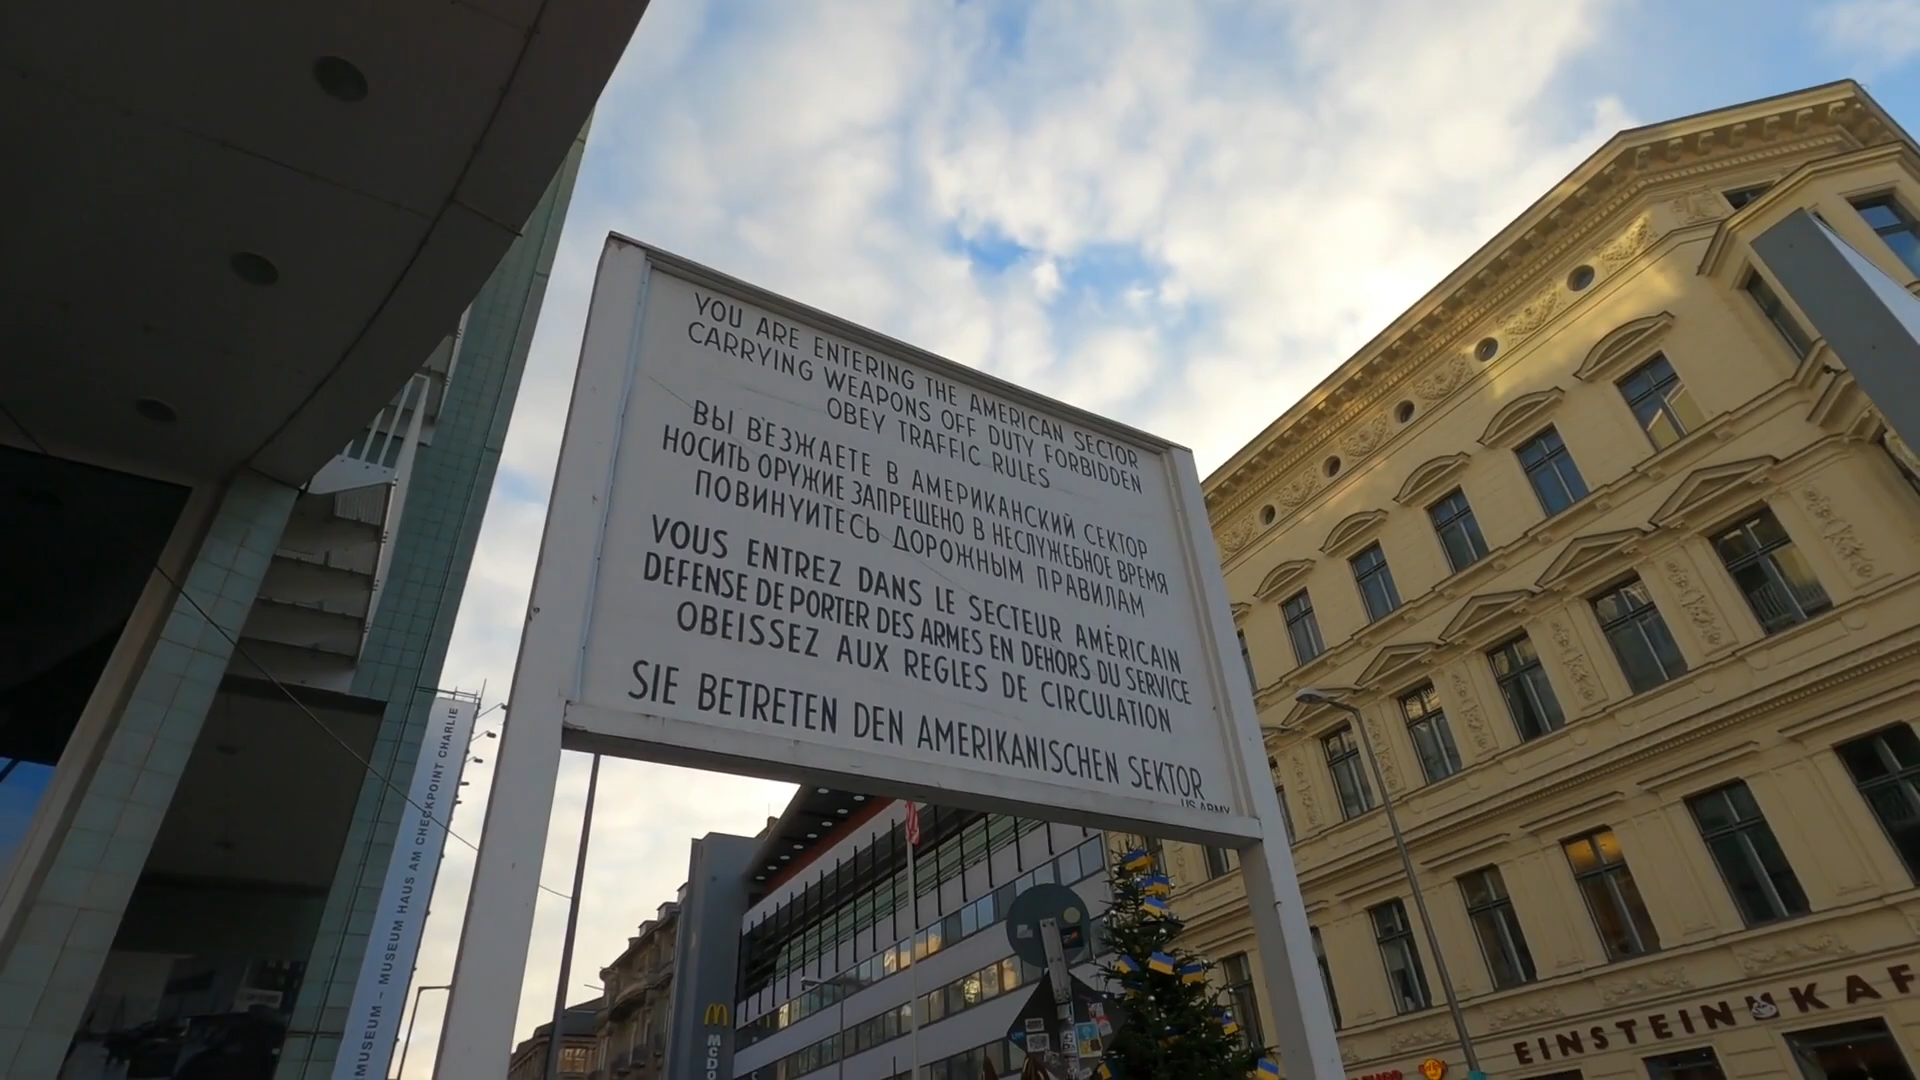 YOU ARE ENTERING THE AMERICAN SECTOR
CARRYING WEAPONS OFF DUTY FORBIDDEN
OBEY TRAFFIC RULES
ВЫ ВЪЕЗЖАЕТЕ В АМЕРИКАНСКИЙ СЕКТОР
НОСИТЬ ОРУЖИЕ ЗАПРЕЩЕНО В НЕСЛУЖЕБНОЕ ВРЕМЯ
ПОВИНУИТЕСЬ ДОРОЖНЫМ ПРАВИЛАМ
VOUS ENTREZ DANS LE SECTEUR AMÉRICAIN
DEFENSE DE PORTER DES ARMES EN DEHORS DU SERVICE
OBEISSEZ AUX REGLES DE CIRCULATION
SIE BETRETEN DEN AMERIKANISCHEN SEKTOR
US ARMY
MUSEUM – MUSEUM HAUS AM CHECKPOINT CHARLIE
McDO
EINSTEIN KAF